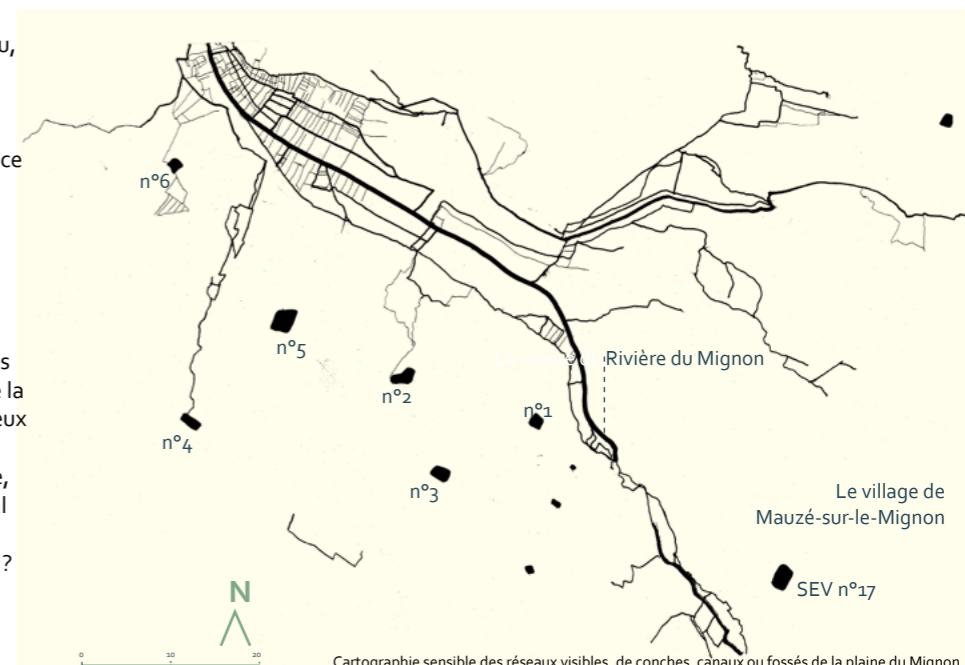 u,
ce
s
la
eux
e,
l
?
n°6
n°5
n°2
n°4
n°1
n°3
Rivière du Mignon
Le village de
Mauzé-sur-le-Mignon
SEV n°17
N
0 10 20
Cartographie sensible des réseaux visibles, de conches, canaux ou fossés de la plaine du Mignon